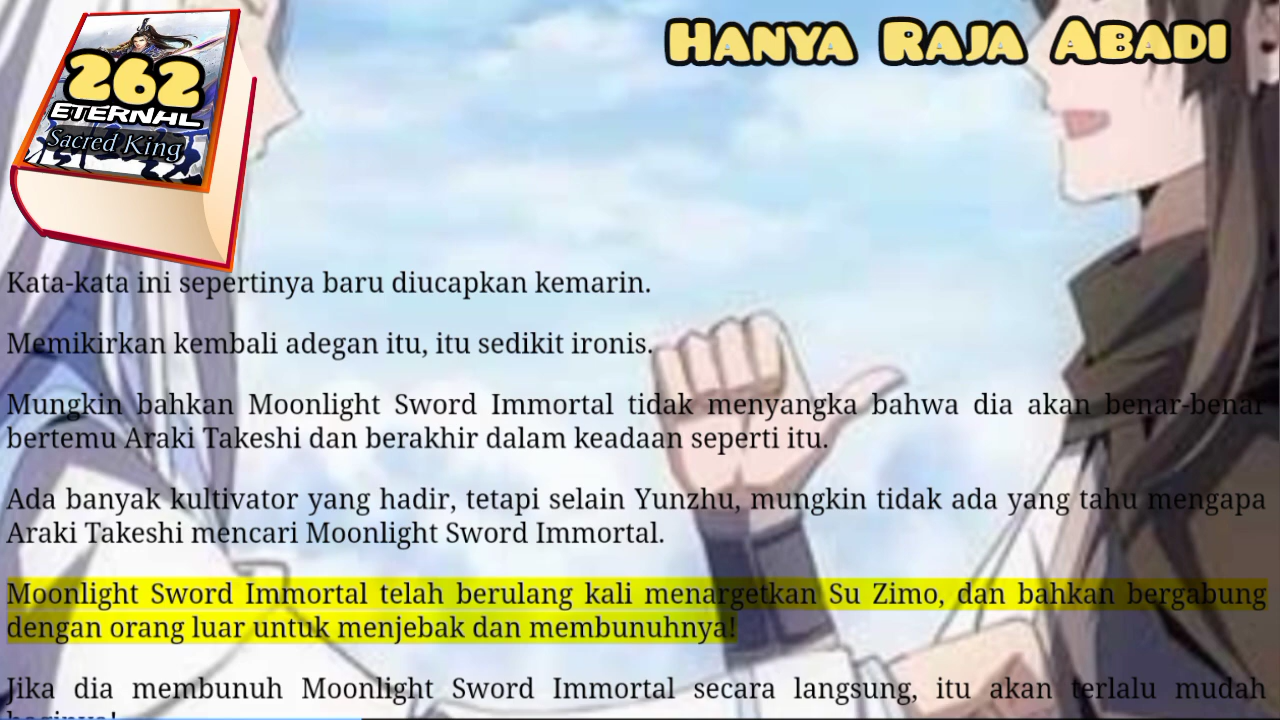 262
ETERNAL
Sacred King
HANYA RAJA ABADI
Kata-kata ini sepertinya baru diucapkan kemarin.
Memikirkan kembali adegan itu, itu sedikit ironis.
Mungkin bahkan Moonlight Sword Immortal tidak menyangka bahwa dia akan benar-benar
bertemu Araki Takeshi dan berakhir dalam keadaan seperti itu.
Ada banyak kultivator yang hadir, tetapi selain Yunzhu, mungkin tidak ada yang tahu mengapa
Araki Takeshi mencari Moonlight Sword Immortal.
Moonlight Sword Immortal telah berulang kali menargetkan Su Zimo, dan bahkan bergabung
dengan orang luar untuk menjebak dan membunuhnya!
Jika dia membunuh Moonlight Sword Immortal secara langsung, itu akan terlalu mudah